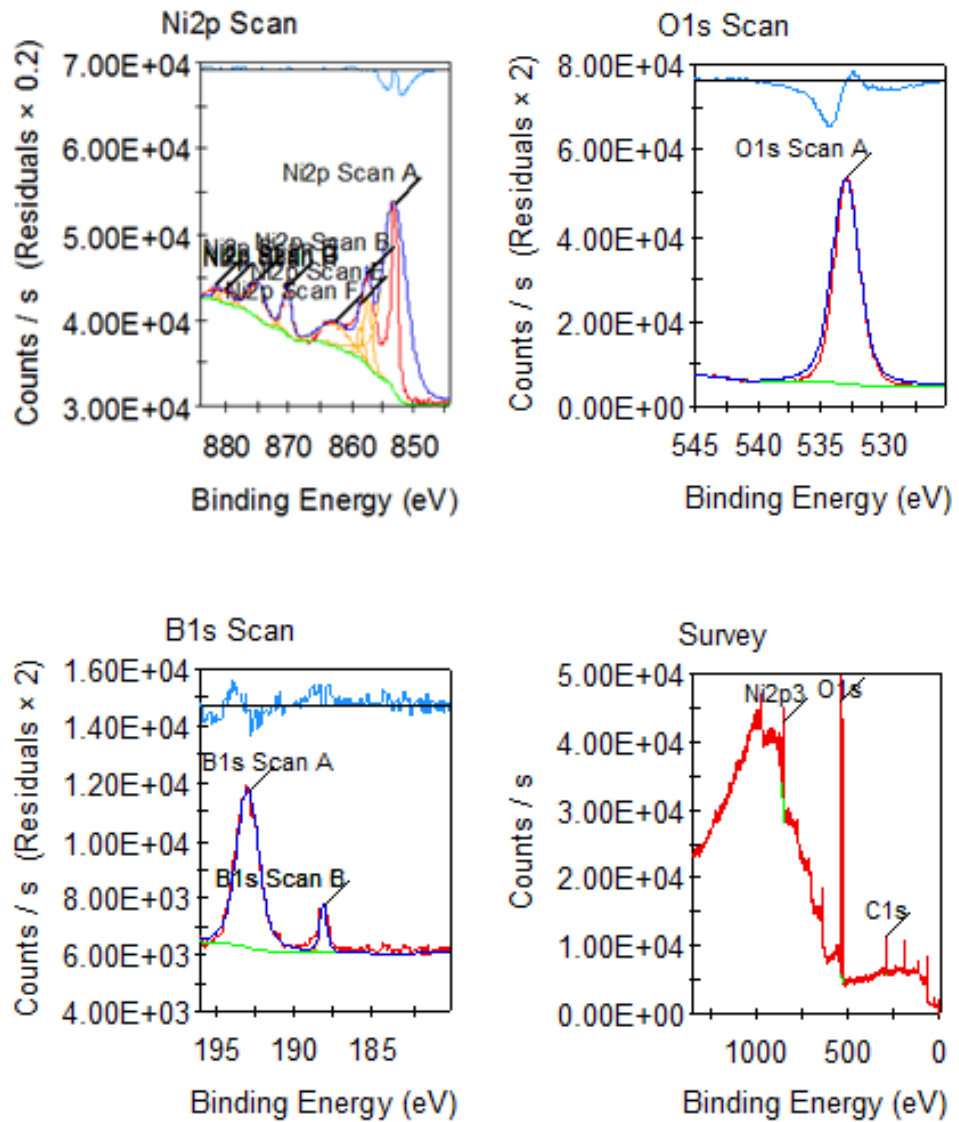 Ni2p Scan
Counts / s (Residuals × 0.2)
7.00E+04
6.00E+04
5.00E+04
4.00E+04
3.00E+04
Ni2p Scan A
Ni2p Scan B
Ni2p Scan E
Ni2p Scan F
880 870 860 850
Binding Energy (eV)
O1s Scan
Counts / s (Residuals × 2)
8.00E+04
6.00E+04
4.00E+04
2.00E+04
0.00E+00
O1s Scan A
545 540 535 530
Binding Energy (eV)
B1s Scan
Counts / s (Residuals × 2)
1.60E+04
1.40E+04
1.20E+04
1.00E+04
8.00E+03
6.00E+03
4.00E+03
B1s Scan A
B1s Scan B
195 190 185
Binding Energy (eV)
Survey
Counts / s
5.00E+04
4.00E+04
3.00E+04
2.00E+04
1.00E+04
0.00E+00
Ni2p3
O1s
C1s
1000 500 0
Binding Energy (eV)